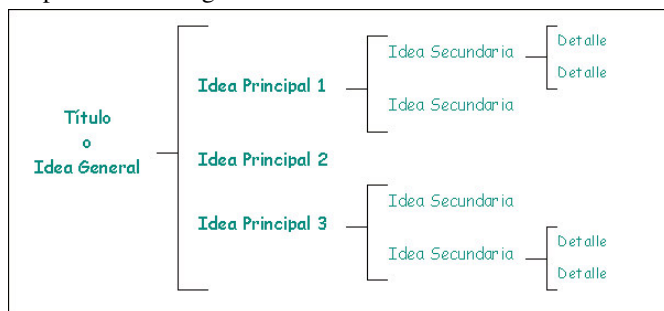 Título
o
Idea General
Idea Principal 1
Idea Secundaria
Detalle
Detalle
Idea Secundaria
Idea Principal 2
Idea Principal 3
Idea Secundaria
Idea Secundaria
Detalle
Detalle